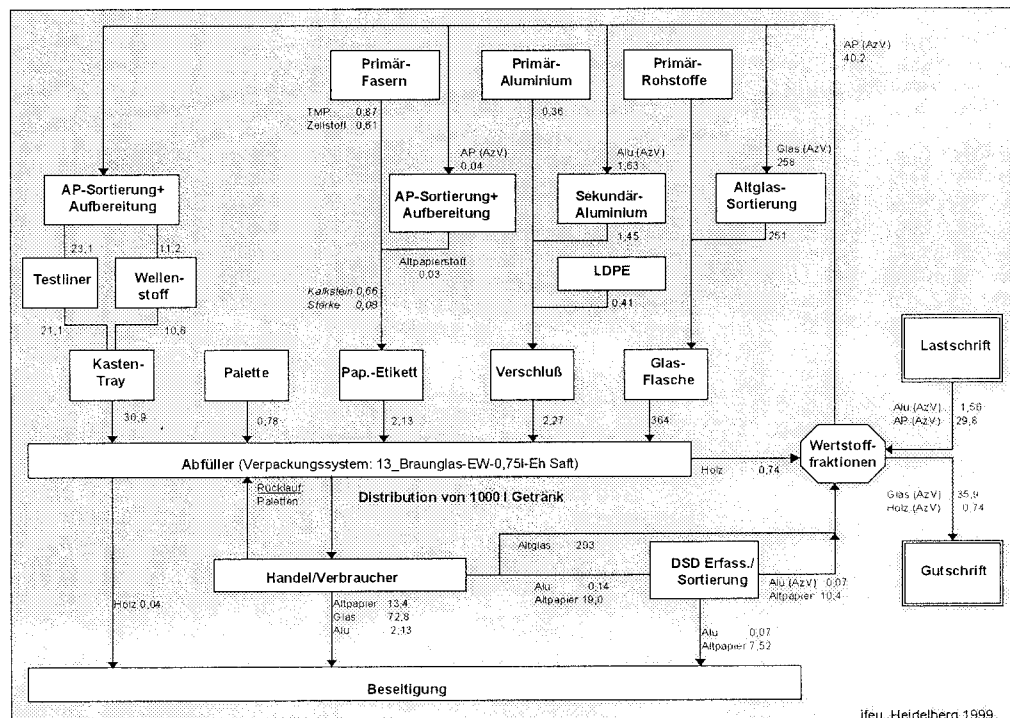 AP (AzV)
40,2
Primär-
Fasern
Primär-
Aluminium
Primär-
Rohstoffe
TMP 0,87
Zellstoff 0,61
0,36
AP (AzV)
0,04
Alu (AzV)
1,63
Glas (AzV)
258
AP-Sortierung+
Aufbereitung
AP-Sortierung+
Aufbereitung
Sekundär-
Aluminium
Altglas-
Sortierung
23,1
11,2
Altpapierstoff
0,03
1,45
251
Testliner
Wellen-
stoff
LDPE
Kalkstein 0,66
Stärke 0,09
0,41
21,1
10,6
Kasten-
Tray
Palette
Pap.-Etikett
Verschluß
Glas-
Flasche
Lastschrift
30,9
0,78
2,13
2,27
364
Alu (AzV) 1,56
AP (AzV) 29,8
Abfüller (Verpackungssystem: 13_Braunglas-EW-0,75l-Eh Saft)
Holz 0,74
Wertstoff-
fraktionen
Rücklauf:
Paletten
Distribution von 1000 l Getränk
Glas (AzV) 35,9
Holz (AzV) 0,74
Altglas 293
Handel/Verbraucher
DSD Erfass./
Sortierung
Gutschrift
Alu 0,14
Altpapier 19,0
Alu (AzV) 0,07
Altpapier 10,4
Holz 0,04
Altpapier 13,4
Glas 72,8
Alu 2,13
Alu 0,07
Altpapier 7,52
Beseitigung
ifeu, Heidelberg 1999